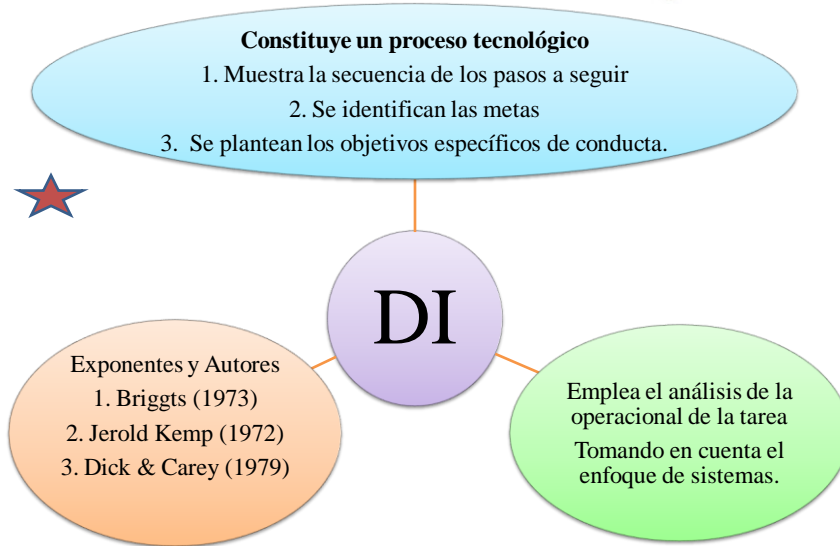 Constituye un proceso tecnológico
1. Muestra la secuencia de los pasos a seguir
2. Se identifican las metas
3. Se plantean los objetivos específicos de conducta.
DI
Exponentes y Autores
1. Briggts (1973)
2. Jerold Kemp (1972)
3. Dick & Carey (1979)
Emplea el análisis de la
operacional de la tarea
Tomando en cuenta el
enfoque de sistemas.